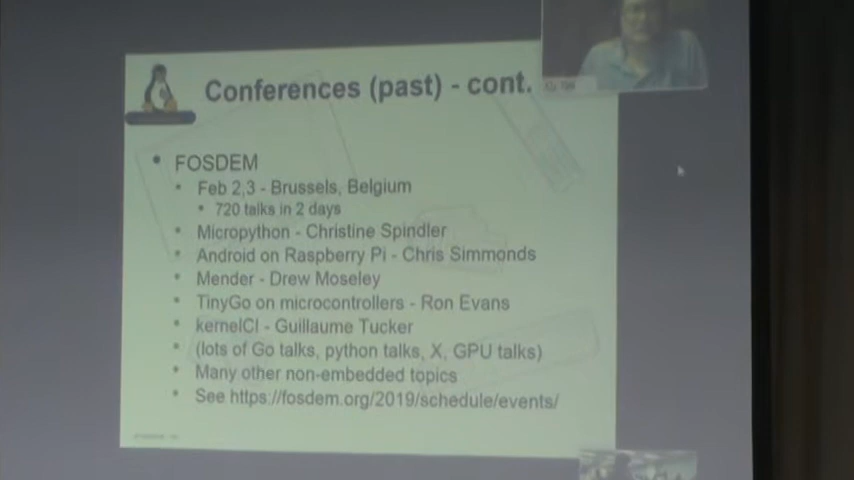 Conferences (past) - cont.
• FOSDEM
• Feb 2,3 - Brussels, Belgium
• 720 talks in 2 days
• Micropython - Christine Spindler
• Android on Raspberry Pi - Chris Simmonds
• Mender - Drew Moseley
• TinyGo on microcontrollers - Ron Evans
• kernelCI - Guillaume Tucker
• (lots of Go talks, python talks, X, GPU talks)
• Many other non-embedded topics
• See https://fosdem.org/2019/schedule/events/